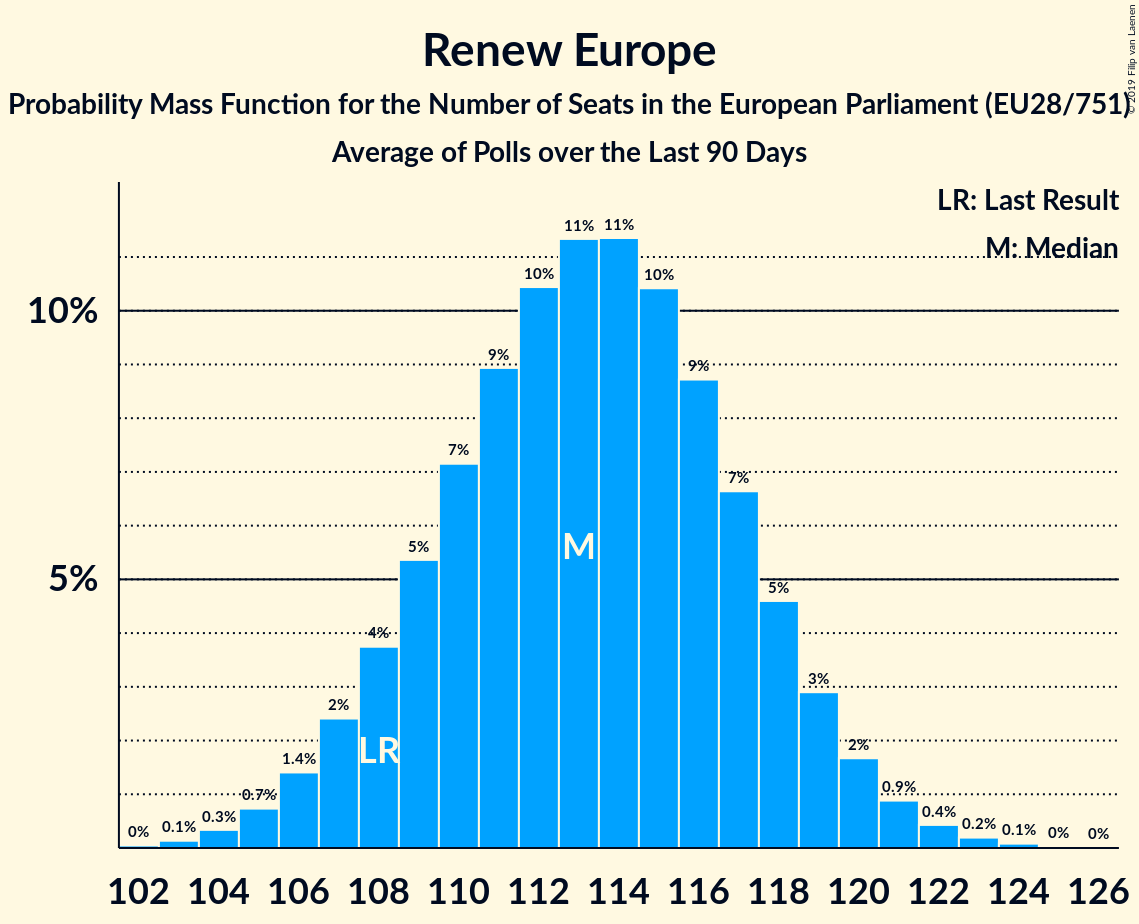 Renew Europe
Probability Mass Function for the Number of Seats in the European Parliament (EU28/751)
Average of Polls over the Last 90 Days
© 2019 Filip van Laenen
LR: Last Result
M: Median
10%
5%
0% 0.1% 0.3% 0.7% 1.4% 2% 4% 5% 7% 9% 10% 11% 11% 10% 9% 7% 5% 3% 2% 0.9% 0.4% 0.2% 0.1% 0% 0%
M
LR
102 104 106 108 110 112 114 116 118 120 122 124 126